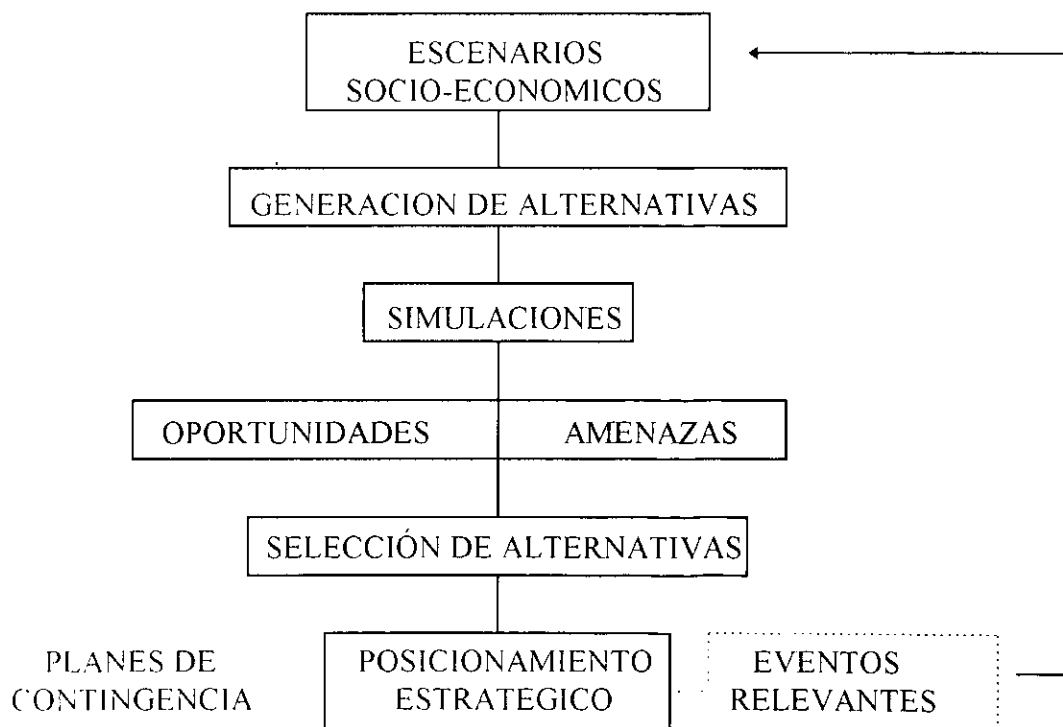 ESCENARIOS
SOCIO-ECONOMICOS
GENERACION DE ALTERNATIVAS
SIMULACIONES
OPORTUNIDADES AMENAZAS
SELECCIÓN DE ALTERNATIVAS
PLANES DE
CONTINGENCIA
POSICIONAMIENTO
ESTRATEGICO
EVENTOS
RELEVANTES